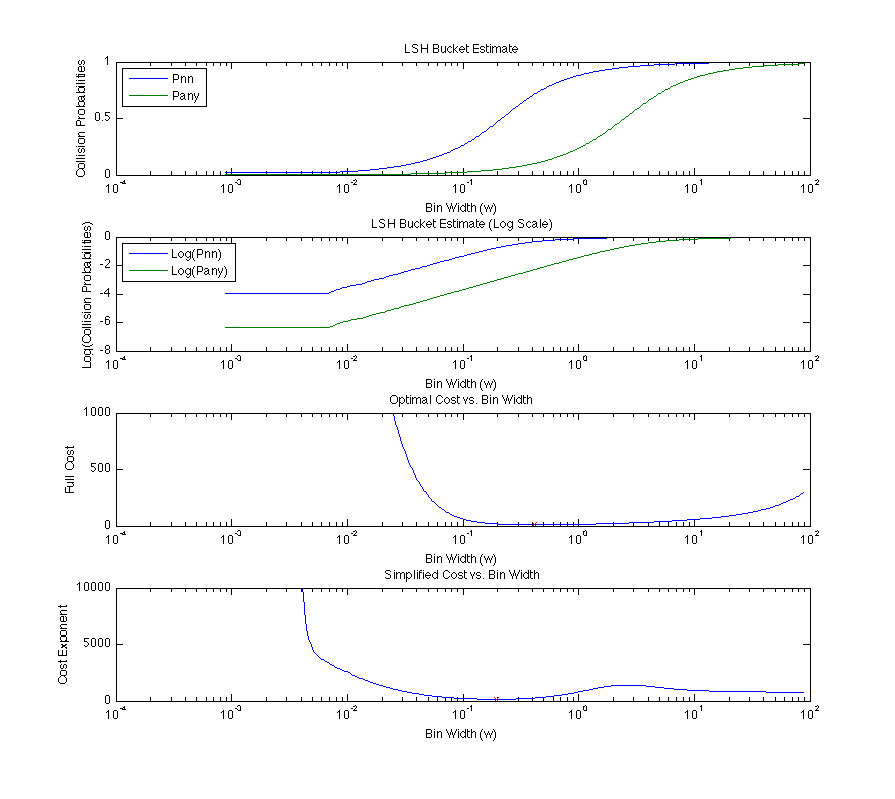 LSH Bucket Estimate
Collision Probabilities
1
0.5
0
Pnn
Pany
10^-4 10^-3 10^-2 10^-1 10^0 10^1 10^2
Bin Width (w)
LSH Bucket Estimate (Log Scale)
Log(Collision Probabilities)
0
-2
-4
-6
-8
Log(Pnn)
Log(Pany)
10^-4 10^-3 10^-2 10^-1 10^0 10^1 10^2
Bin Width (w)
Optimal Cost vs. Bin Width
Full Cost
1000
500
0
10^-4 10^-3 10^-2 10^-1 10^0 10^1 10^2
Bin Width (w)
Simplified Cost vs. Bin Width
Cost Exponent
10000
5000
0
10^-4 10^-3 10^-2 10^-1 10^0 10^1 10^2
Bin Width (w)